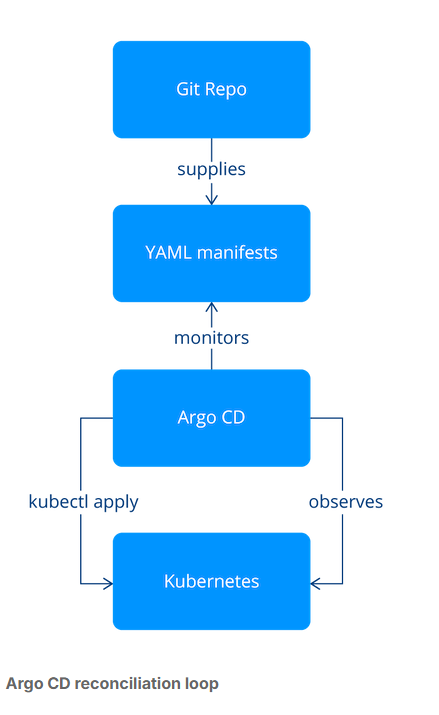 Git Repo
supplies
YAML manifests
monitors
Argo CD
kubectl apply
observes
Kubernetes
Argo CD reconciliation loop